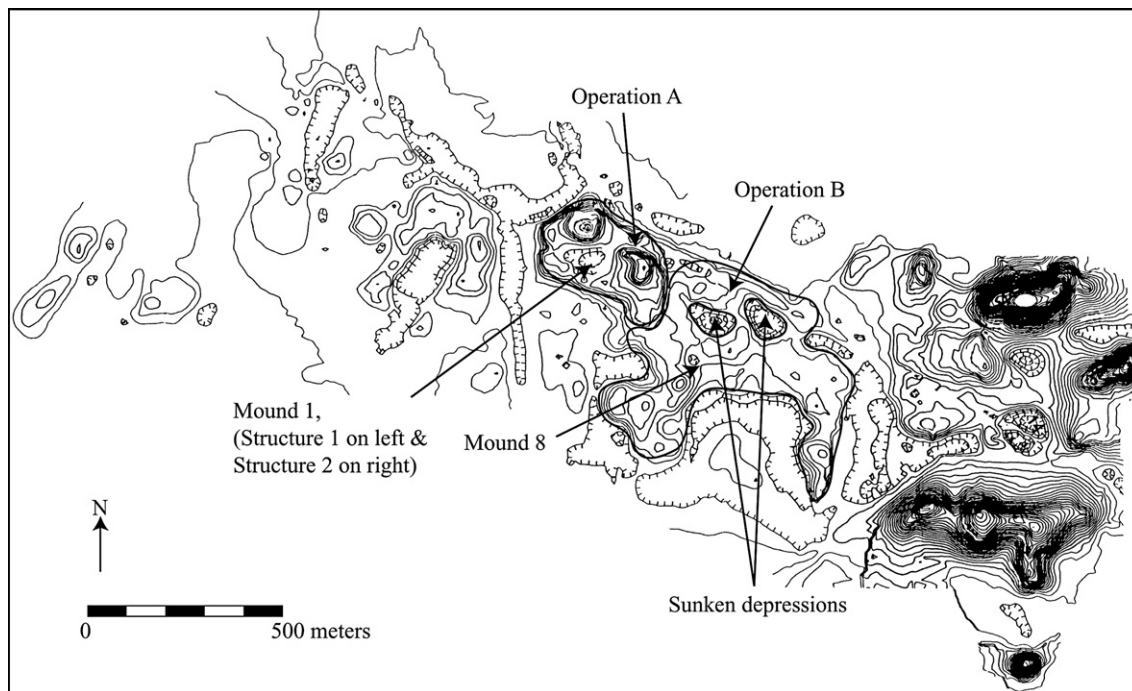 Operation A
Operation B
Mound 1,
(Structure 1 on left &
Structure 2 on right)
Mound 8
N
Sunken depressions
0
500 meters